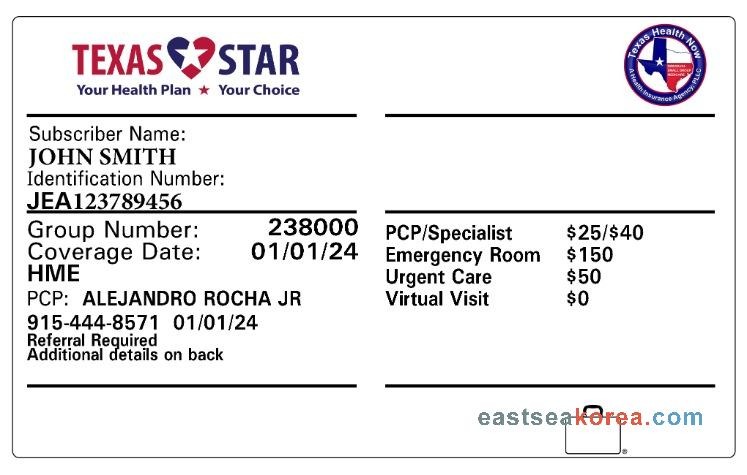 TEXAS STAR
Your Health Plan ★ Your Choice
Texas Health Now
A Health Insurance Agency, PLLC
Subscriber Name:
JOHN SMITH
Identification Number:
JEA123789456
Group Number: 238000
Coverage Date: 01/01/24
HME
PCP: ALEJANDRO ROCHA JR
915-444-8571 01/01/24
Referral Required
Additional details on back
PCP/Specialist $25/$40
Emergency Room $150
Urgent Care $50
Virtual Visit $0
eastseakorea.com
®